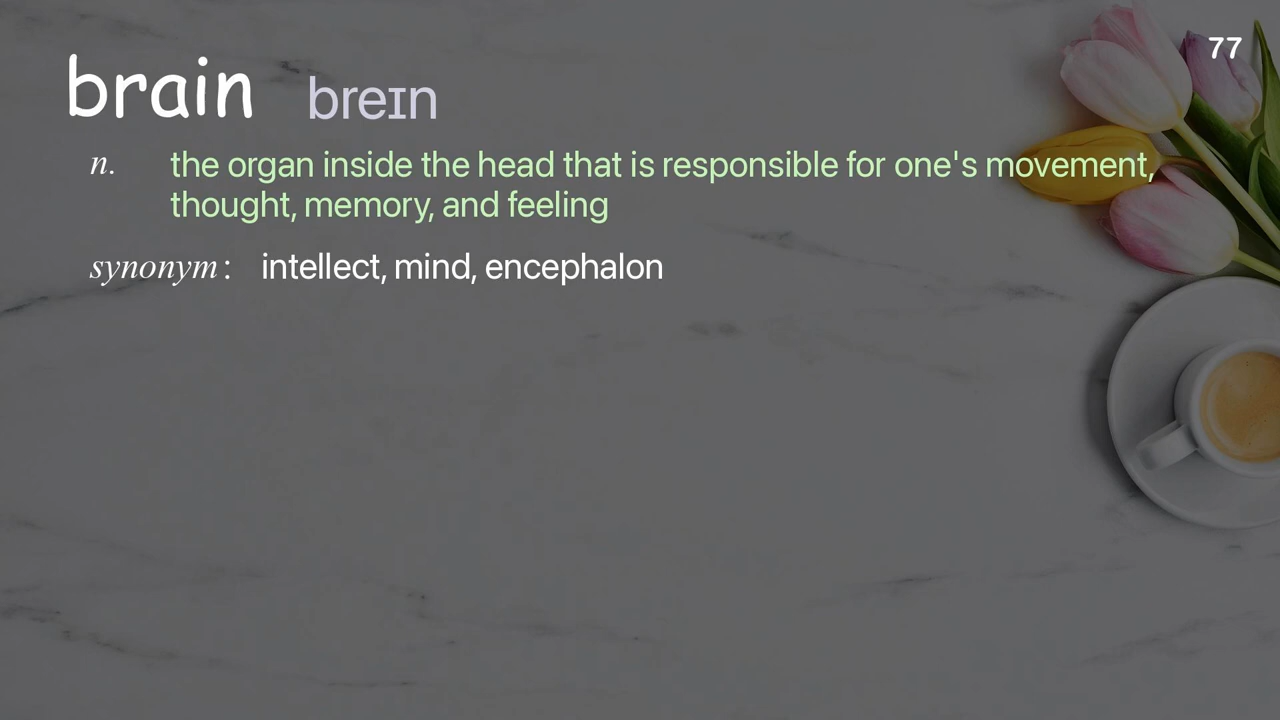 77
brain breɪn
n. the organ inside the head that is responsible for one's movement,
thought, memory, and feeling
synonym: intellect, mind, encephalon